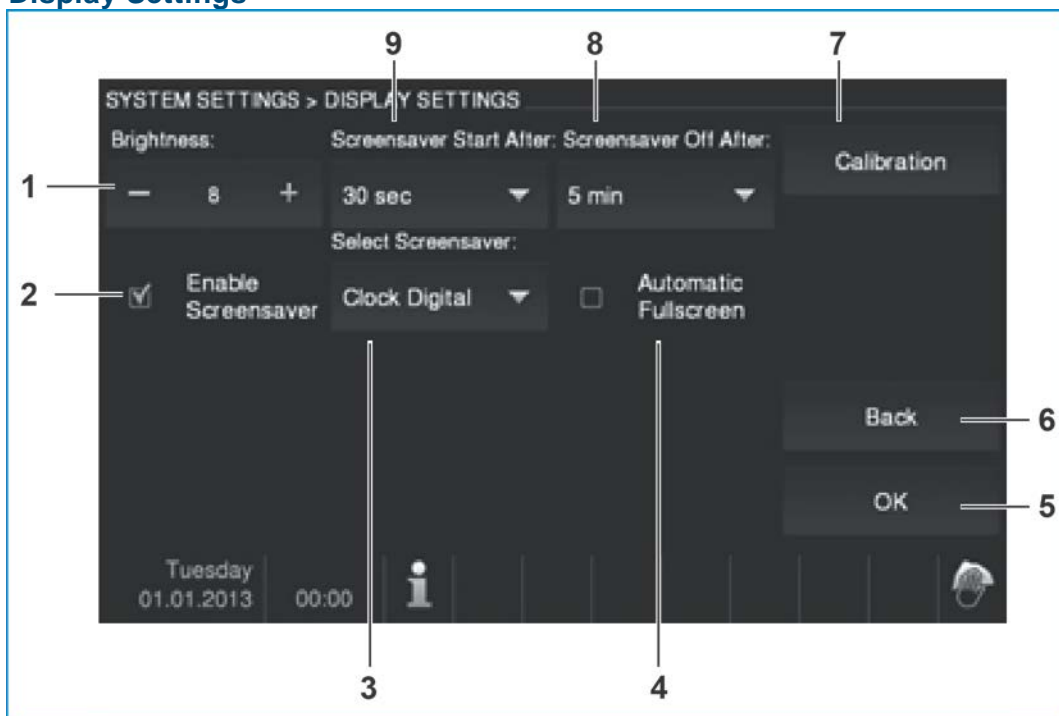 Display Settings
9 8 7
SYSTEM SETTINGS > DISPLAY SETTINGS
Brightness: Screensaver Start After: Screensaver Off After:
Calibration
1 — 8 + 30 sec 5 min
Select Screensaver:
2 Enable Screensaver Clock Digital Automatic Fullscreen
Back 6
OK 5
Tuesday
01.01.2013 00:00 i
3 4